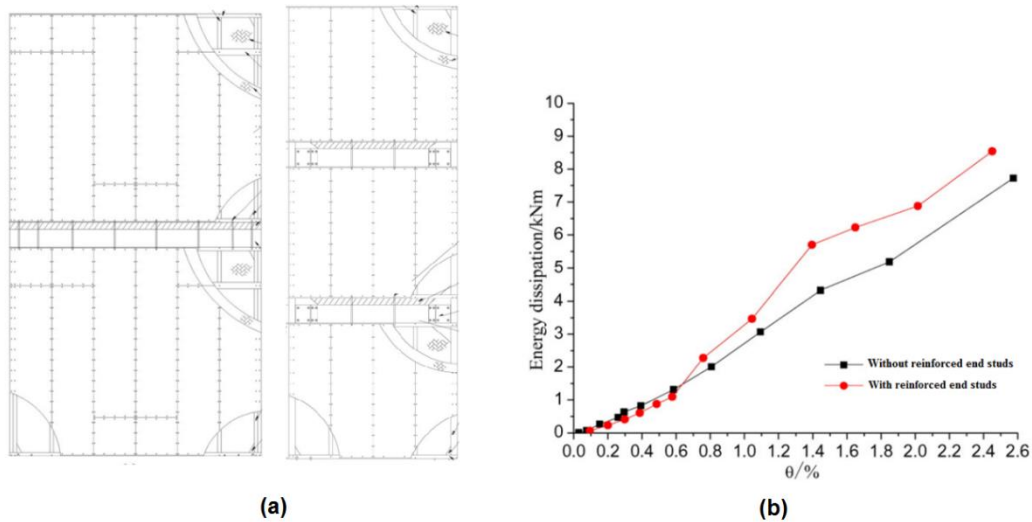 Energy dissipation/kNm
10
9
8
7
6
5
4
3
2
1
0
Without reinforced end studs
With reinforced end studs
0.0 0.2 0.4 0.6 0.8 1.0 1.2 1.4 1.6 1.8 2.0 2.2 2.4 2.6
θ/%
(a)
(b)